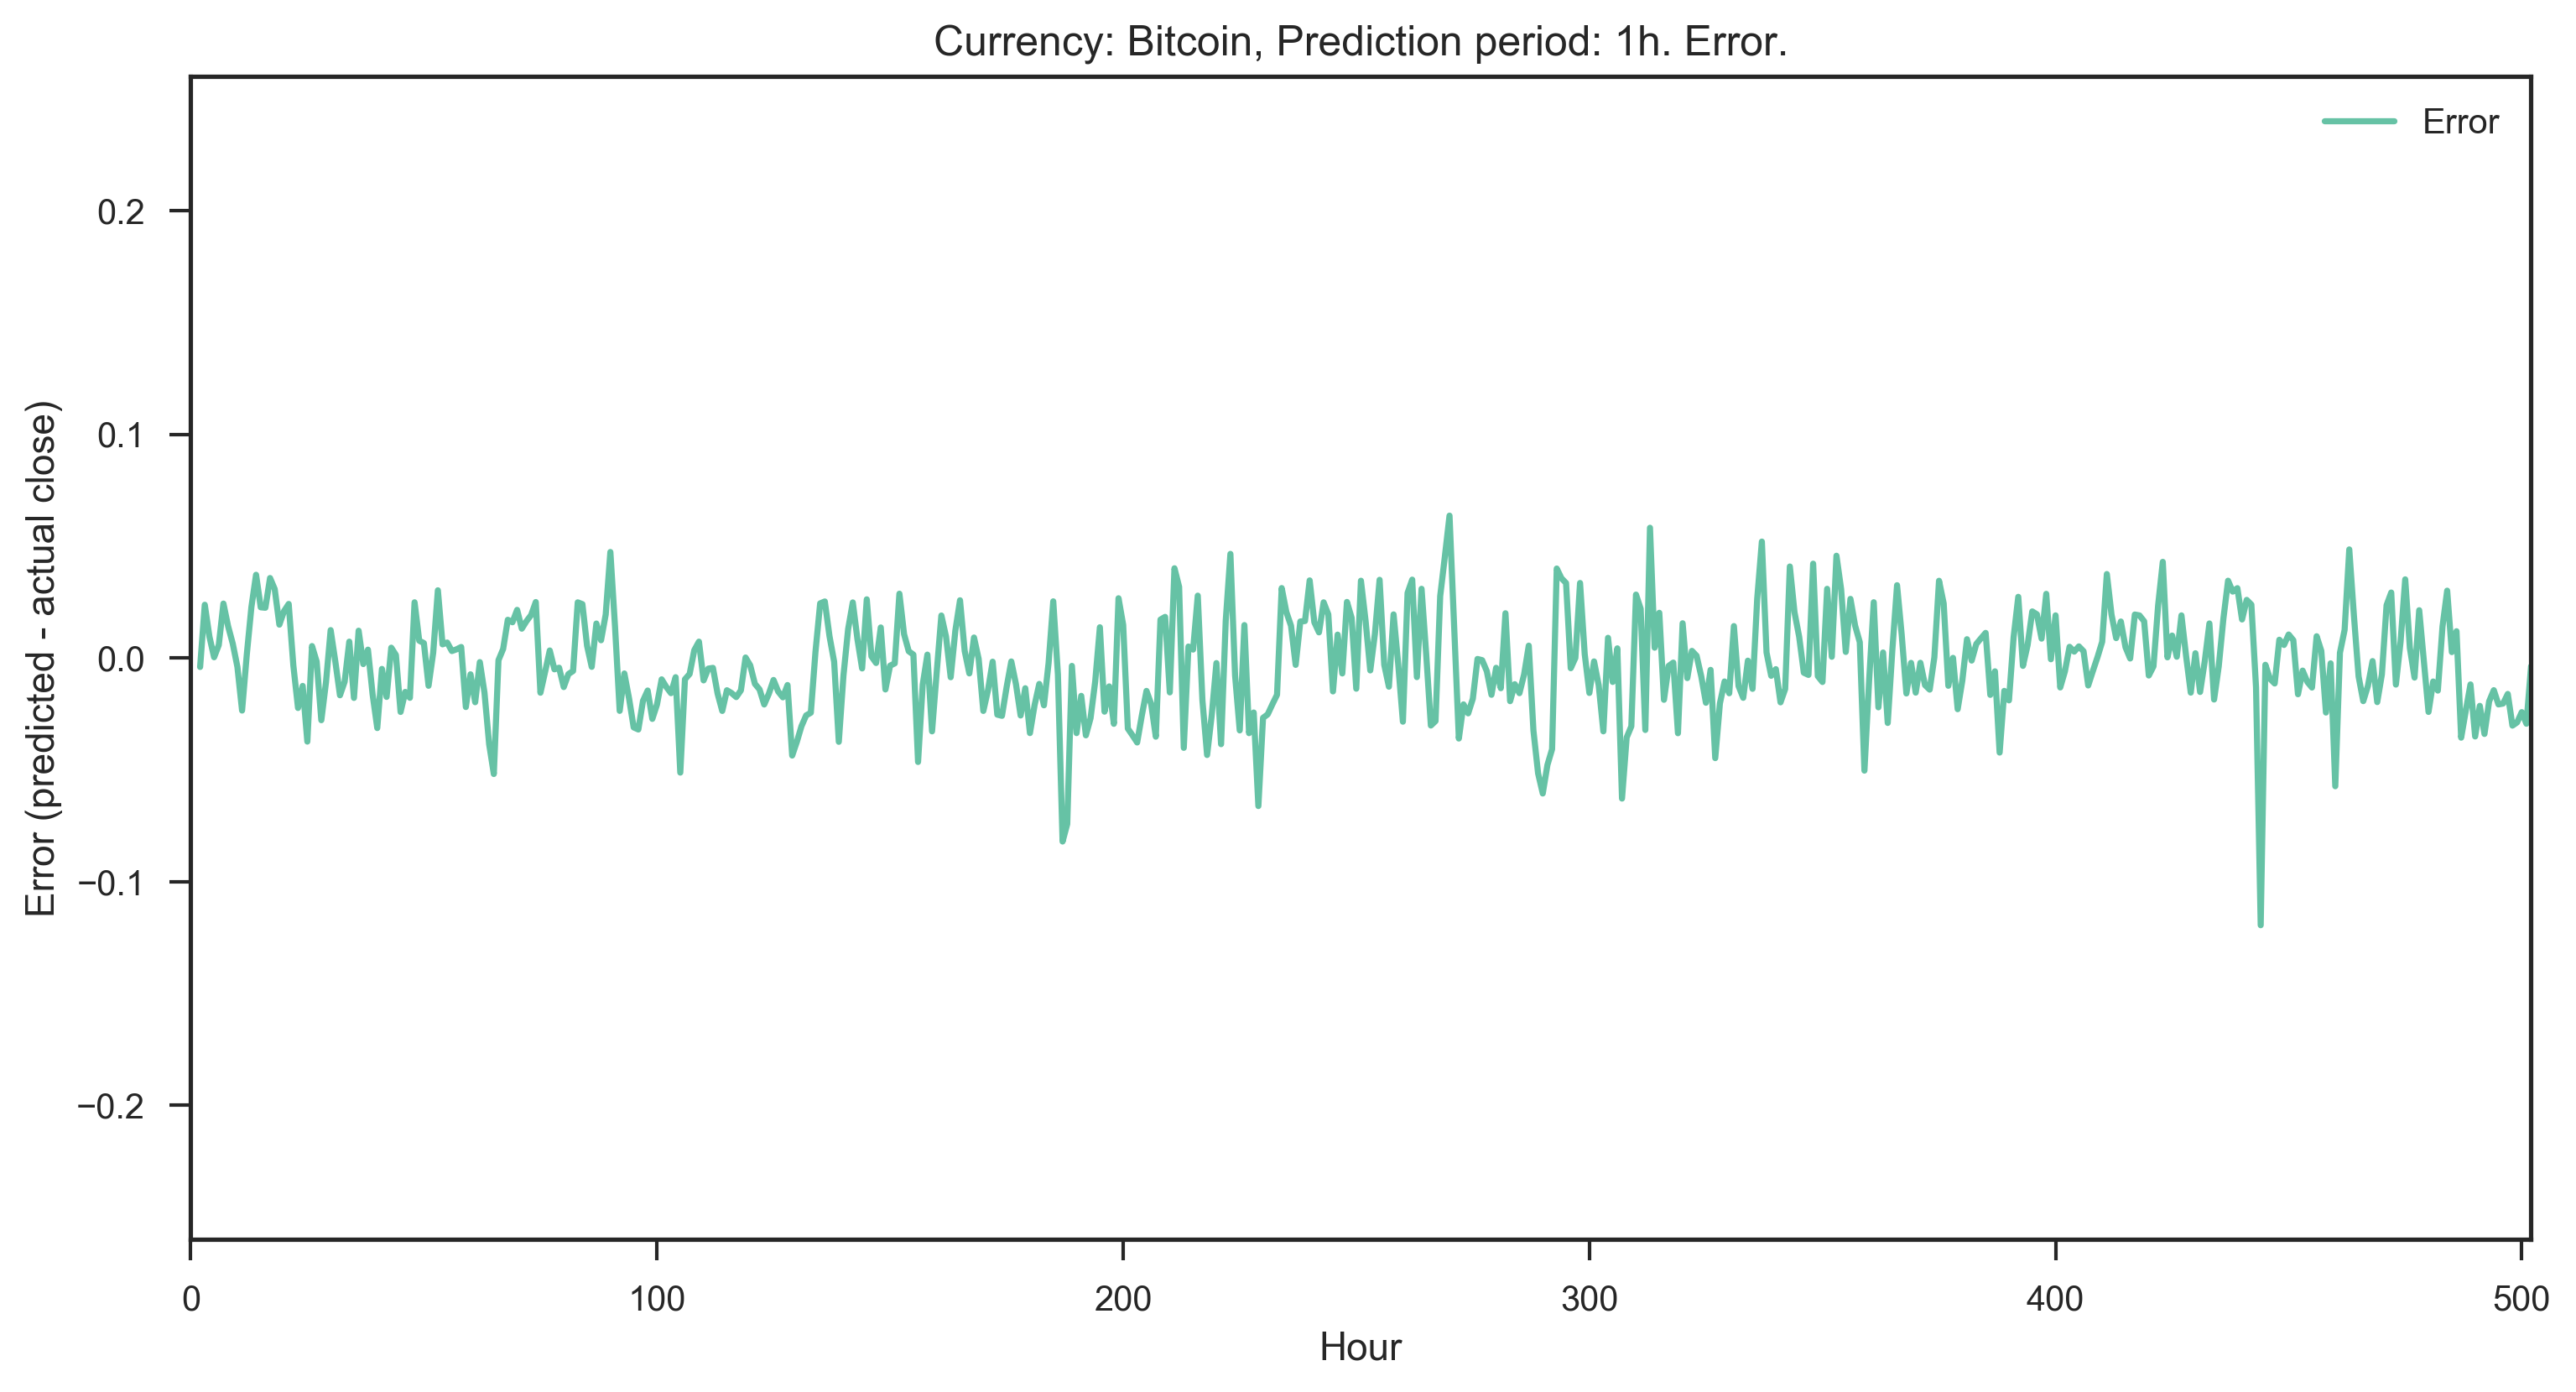 Currency: Bitcoin, Prediction period: 1h. Error.
Error
0.2
0.1
0.0
−0.1
−0.2
Error (predicted - actual close)
0 100 200 300 400 500
Hour